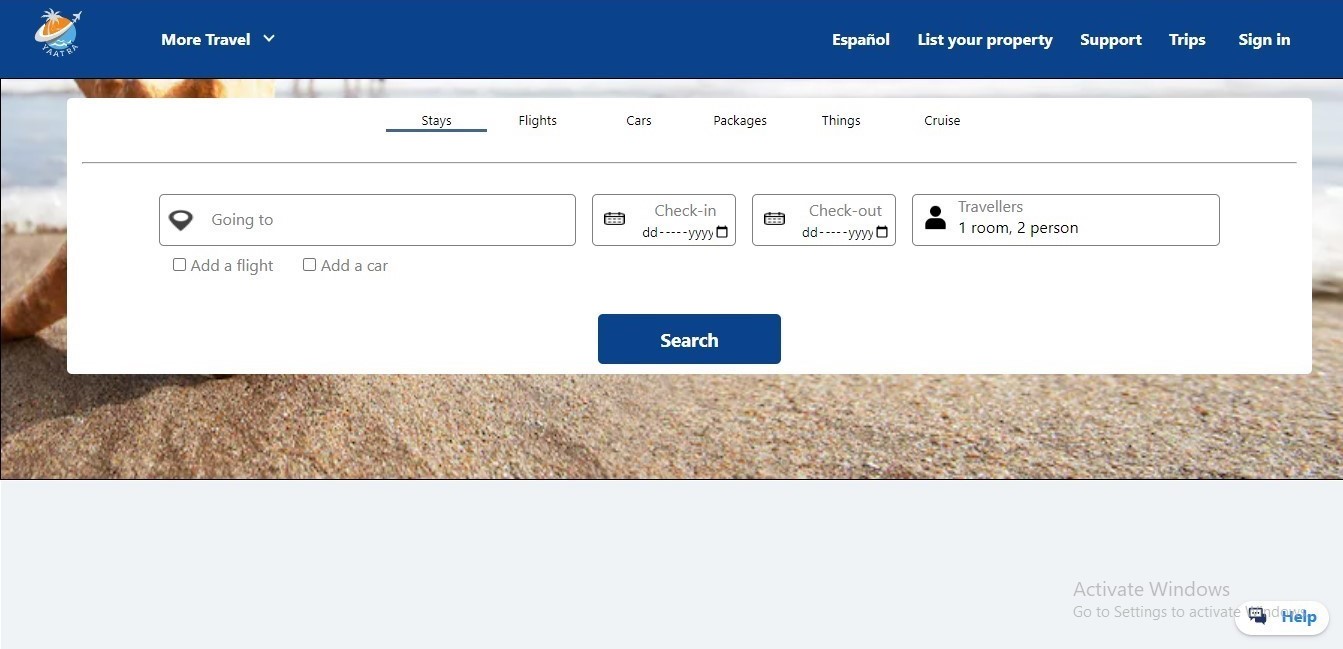 YAATRA
More Travel
Español
List your property
Support
Trips
Sign in
Stays
Flights
Cars
Packages
Things
Cruise
Going to
Check-in
dd-----yyyy
Check-out
dd-----yyyy
Travellers
1 room, 2 person
Add a flight
Add a car
Search
Activate Windows
Go to Settings to activate Windows.
Help